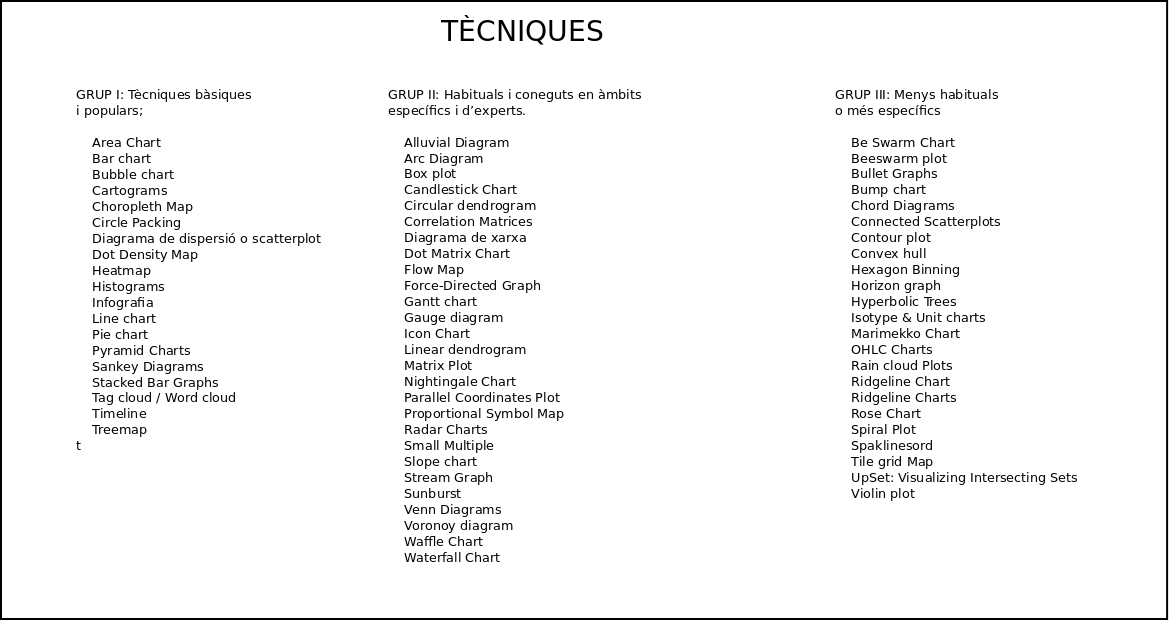 TÈCNIQUES
GRUP I: Tècniques bàsiques
i populars;
Area Chart
Bar chart
Bubble chart
Cartograms
Choropleth Map
Circle Packing
Diagrama de dispersió o scatterplot
Dot Density Map
Heatmap
Histograms
Infografia
Line chart
Pie chart
Pyramid Charts
Sankey Diagrams
Stacked Bar Graphs
Tag cloud / Word cloud
Timeline
Treemap
t
GRUP II: Habituals i coneguts en àmbits
específics i d’experts.
Alluvial Diagram
Arc Diagram
Box plot
Candlestick Chart
Circular dendrogram
Correlation Matrices
Diagrama de xarxa
Dot Matrix Chart
Flow Map
Force-Directed Graph
Gantt chart
Gauge diagram
Icon Chart
Linear dendrogram
Matrix Plot
Nightingale Chart
Parallel Coordinates Plot
Proportional Symbol Map
Radar Charts
Small Multiple
Slope chart
Stream Graph
Sunburst
Venn Diagrams
Voronoy diagram
Waffle Chart
Waterfall Chart
GRUP III: Menys habituals
o més específics
Be Swarm Chart
Beeswarm plot
Bullet Graphs
Bump chart
Chord Diagrams
Connected Scatterplots
Contour plot
Convex hull
Hexagon Binning
Horizon graph
Hyperbolic Trees
Isotype & Unit charts
Marimekko Chart
OHLC Charts
Rain cloud Plots
Ridgeline Chart
Ridgeline Charts
Rose Chart
Spiral Plot
Spaklinesord
Tile grid Map
UpSet: Visualizing Intersecting Sets
Violin plot